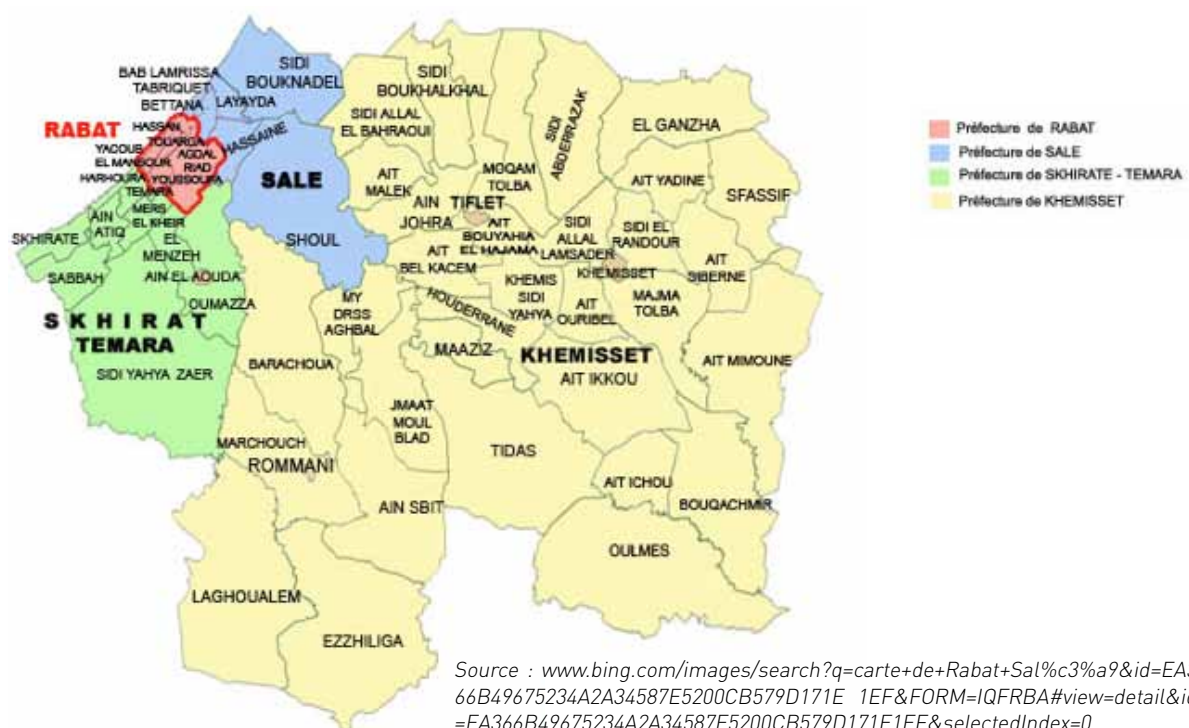 SIDI
BOUKNADEL
BAB LAMRISSA
TABRIQUET
BETTANA
LAYAYDA
RABAT
HASSAN
TOUARGA
YACOUB
EL MANSOUR
AGDAL
RIAD
HARHOURA
YOUSSOUFA
HASSAINE
TEMARA
SALE
SHOUL
MERS
EL KHEIR
AIN
ATIQ
SKHIRATE
EL
MENZEH
SABBAH
AIN EL AOUDA
OUMAZZA
SKHIRAT
TEMARA
SIDI YAHYA ZAER
SIDI
BOUKHALKHAL
SIDI ALLAL
EL BAHRAOUI
SIDI
ABDERRAZAK
EL GANZHA
AIT
MALEK
MOQAM
TOLBA
AIT YADINE
SFASSIF
AIN
JOHRA
TIFLET
AIT
BOUYAHIA
EL HAJAMA
SIDI
ALLAL
LAMSADER
SIDI EL
RANDOUR
AIT
BEL KACEM
KHEMISSET
AIT
SIBERNE
KHEMIS
SIDI
YAHYA
MY
DRSS
AGHBAL
HOUDERRANE
AIT
OURIBEL
MAJMA
TOLBA
MAAZIZ
KHEMISSET
AIT IKKOU
AIT MIMOUNE
BARACHOUA
JMAAT
MOUL
BLAD
MARCHOUCH
ROMMANI
TIDAS
AIT ICHOU
BOUQACHMIR
AIN SBIT
OULMES
LAGHOUALEM
EZZHILIGA
Préfecture de RABAT
Préfecture de SALE
Préfecture de SKHIRATE - TEMARA
Préfecture de KHEMISSET
Source : www.bing.com/images/search?q=carte+de+Rabat+Sal%c3%a9&id=EA3
66B49675234A2A34587E5200CB579D171E 1EF&FORM=IQFRBA#view=detail&id
=EA366B49675234A2A34587E5200CB579D171E1EF&selectedIndex=0